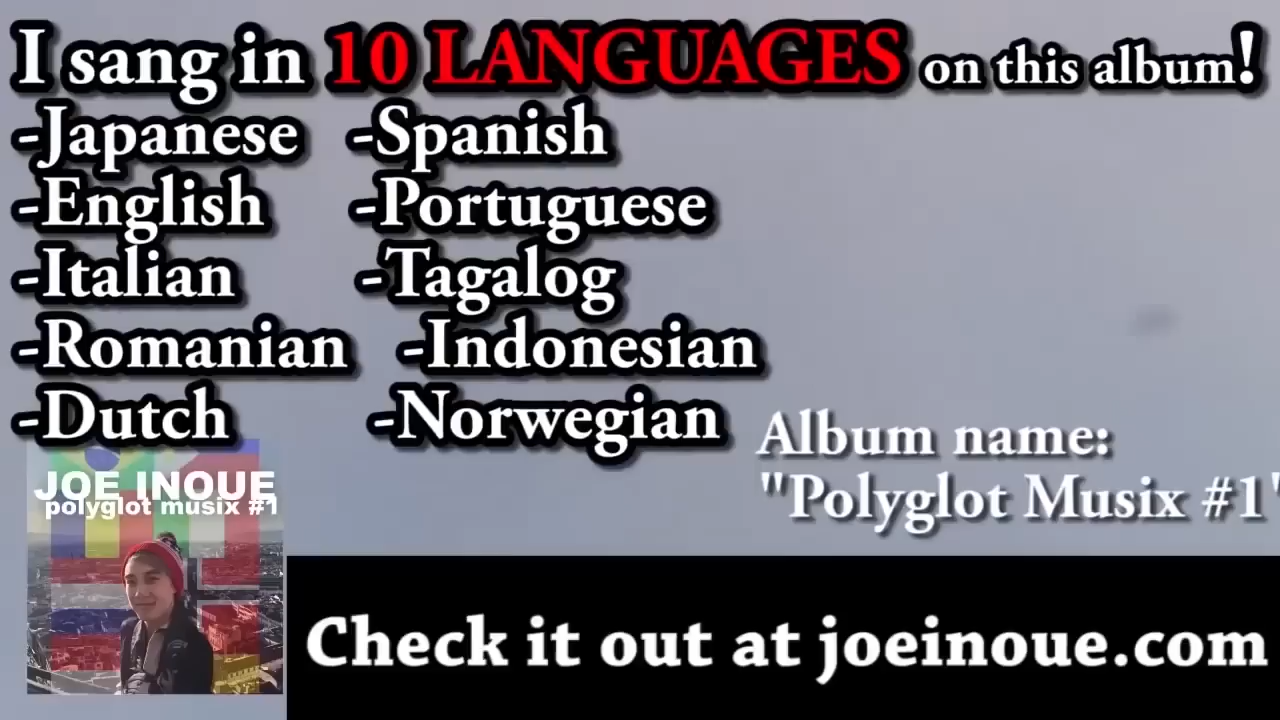 I sang in 10 LANGUAGES on this album!
-Japanese -Spanish
-English -Portuguese
-Italian -Tagalog
-Romanian -Indonesian
-Dutch -Norwegian
Album name:
"Polyglot Musix #1"
JOE INOUE
polyglot musix #1
Check it out at joeinoue.com